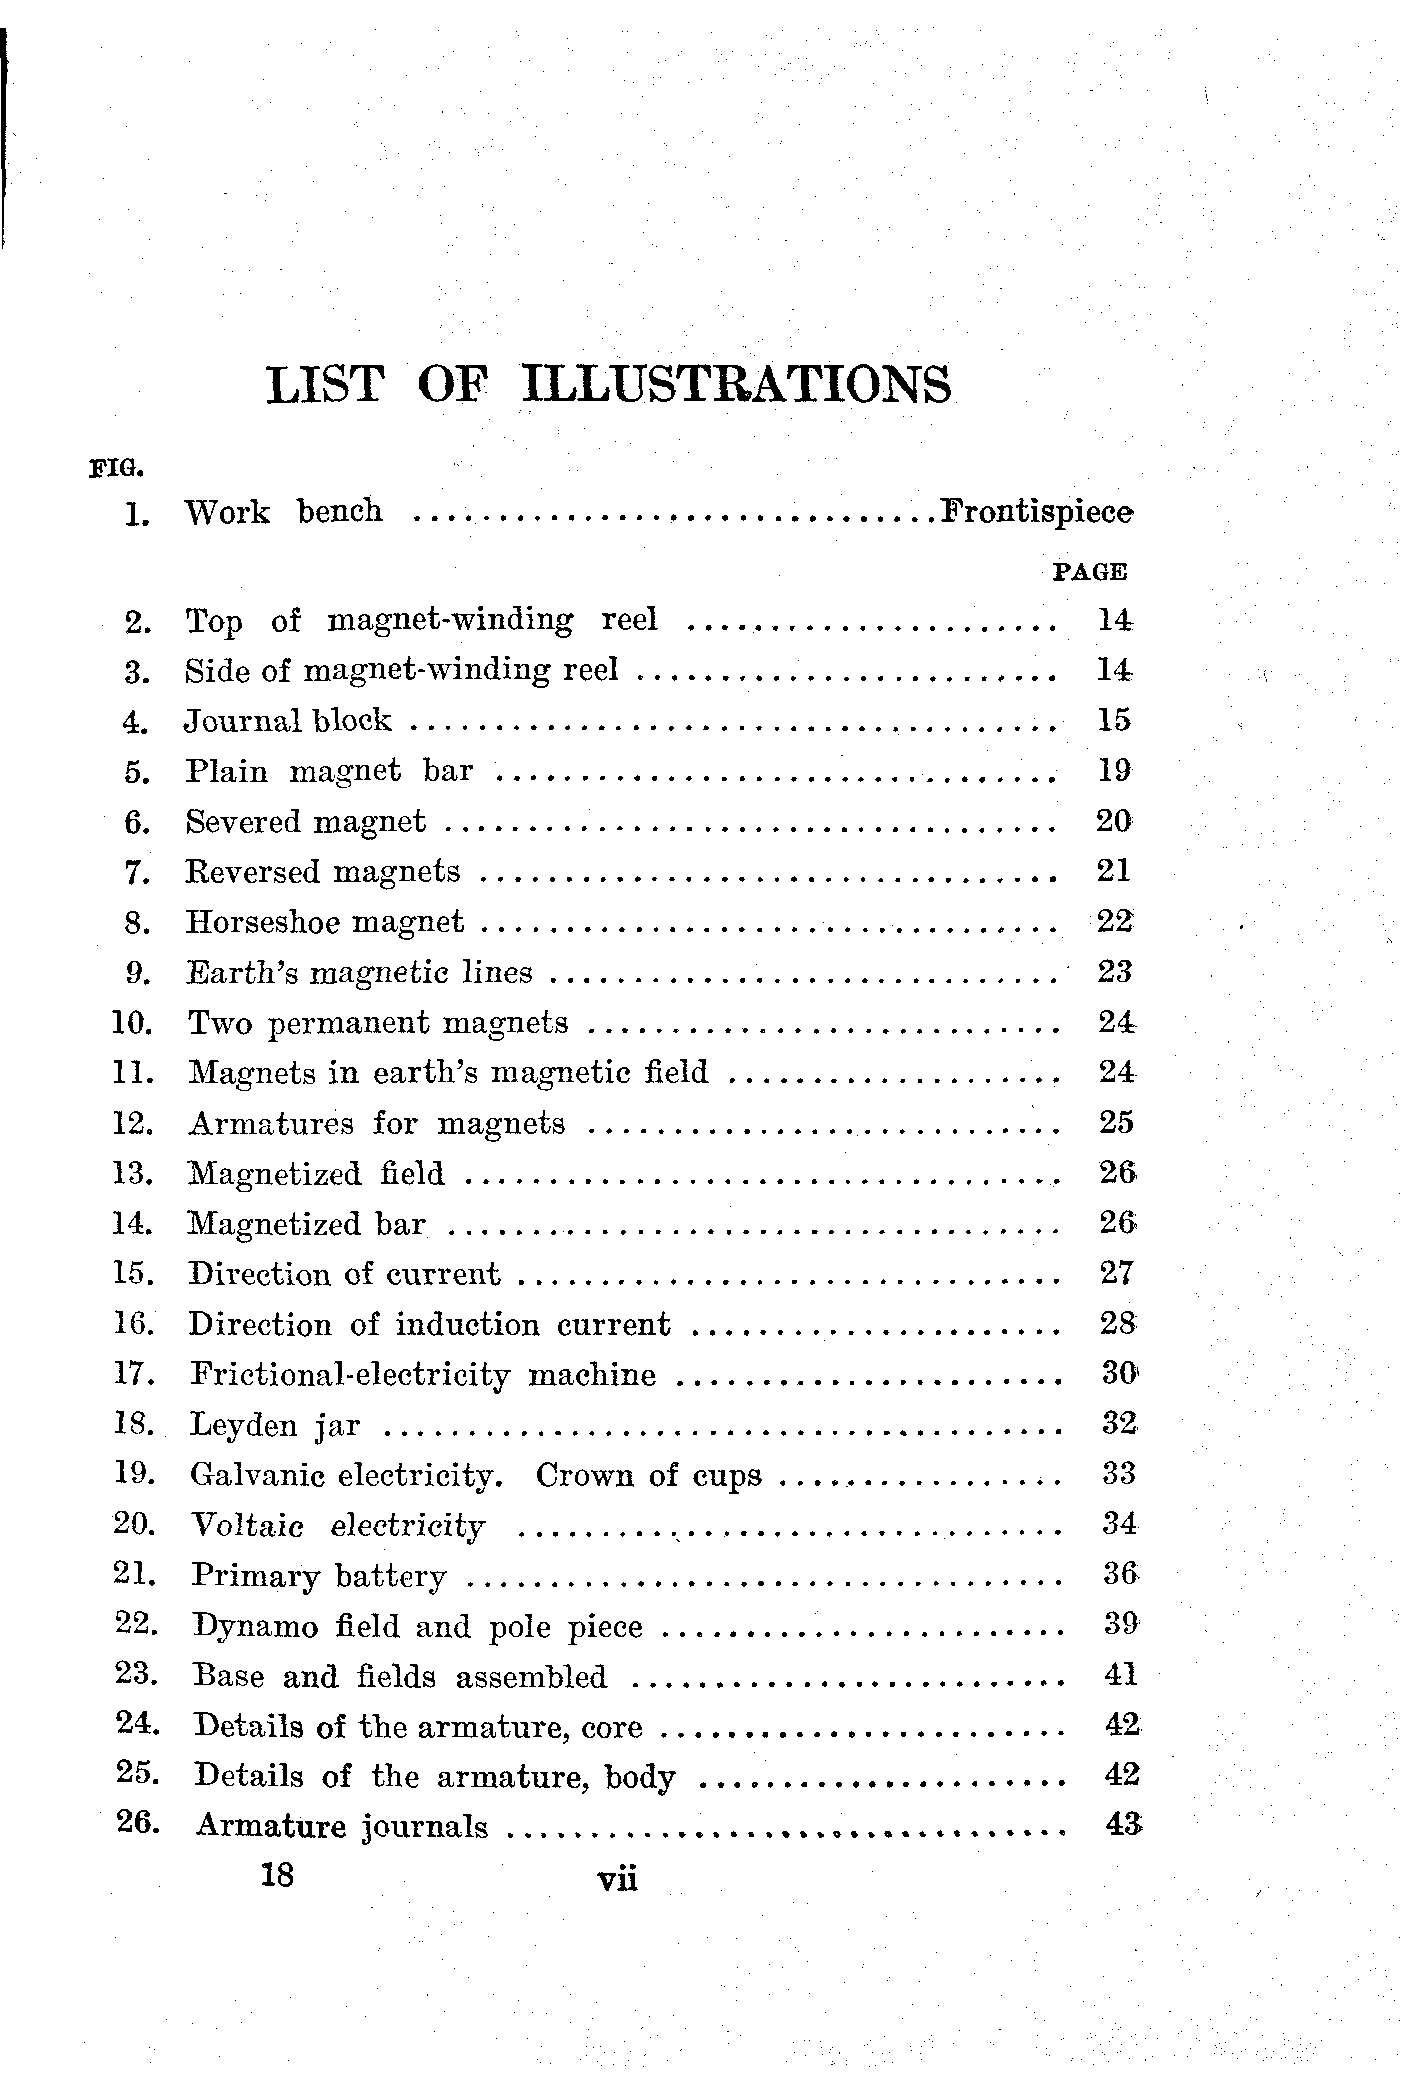 LIST OF ILLUSTRATIONS
FIG.
1. Work bench ............................... Frontispiece
PAGE
2. Top of magnet-winding reel ...................... 14
3. Side of magnet-winding reel ......................... 14
4. Journal block ....................................... 15
5. Plain magnet bar .................................. 19
6. Severed magnet ..................................... 20
7. Reversed magnets ................................... 21
8. Horseshoe magnet ................................... 22
9. Earth's magnetic lines ............................... 23
10. Two permanent magnets ............................ 24
11. Magnets in earth's magnetic field .................... 24
12. Armatures for magnets ............................ 25
13. Magnetized field .................................... 26
14. Magnetized bar ..................................... 26
15. Direction of current ................................. 27
16. Direction of induction current ...................... 28
17. Frictional-electricity machine ....................... 30
18. Leyden jar ......................................... 32
19. Galvanic electricity. Crown of cups ................. 33
20. Voltaic electricity ................................. 34
21. Primary battery .................................... 36
22. Dynamo field and pole piece ........................ 39
23. Base and fields assembled .......................... 41
24. Details of the armature, core ......................... 42
25. Details of the armature, body ...................... 42
26. Armature journals .................................. 43
18 vii